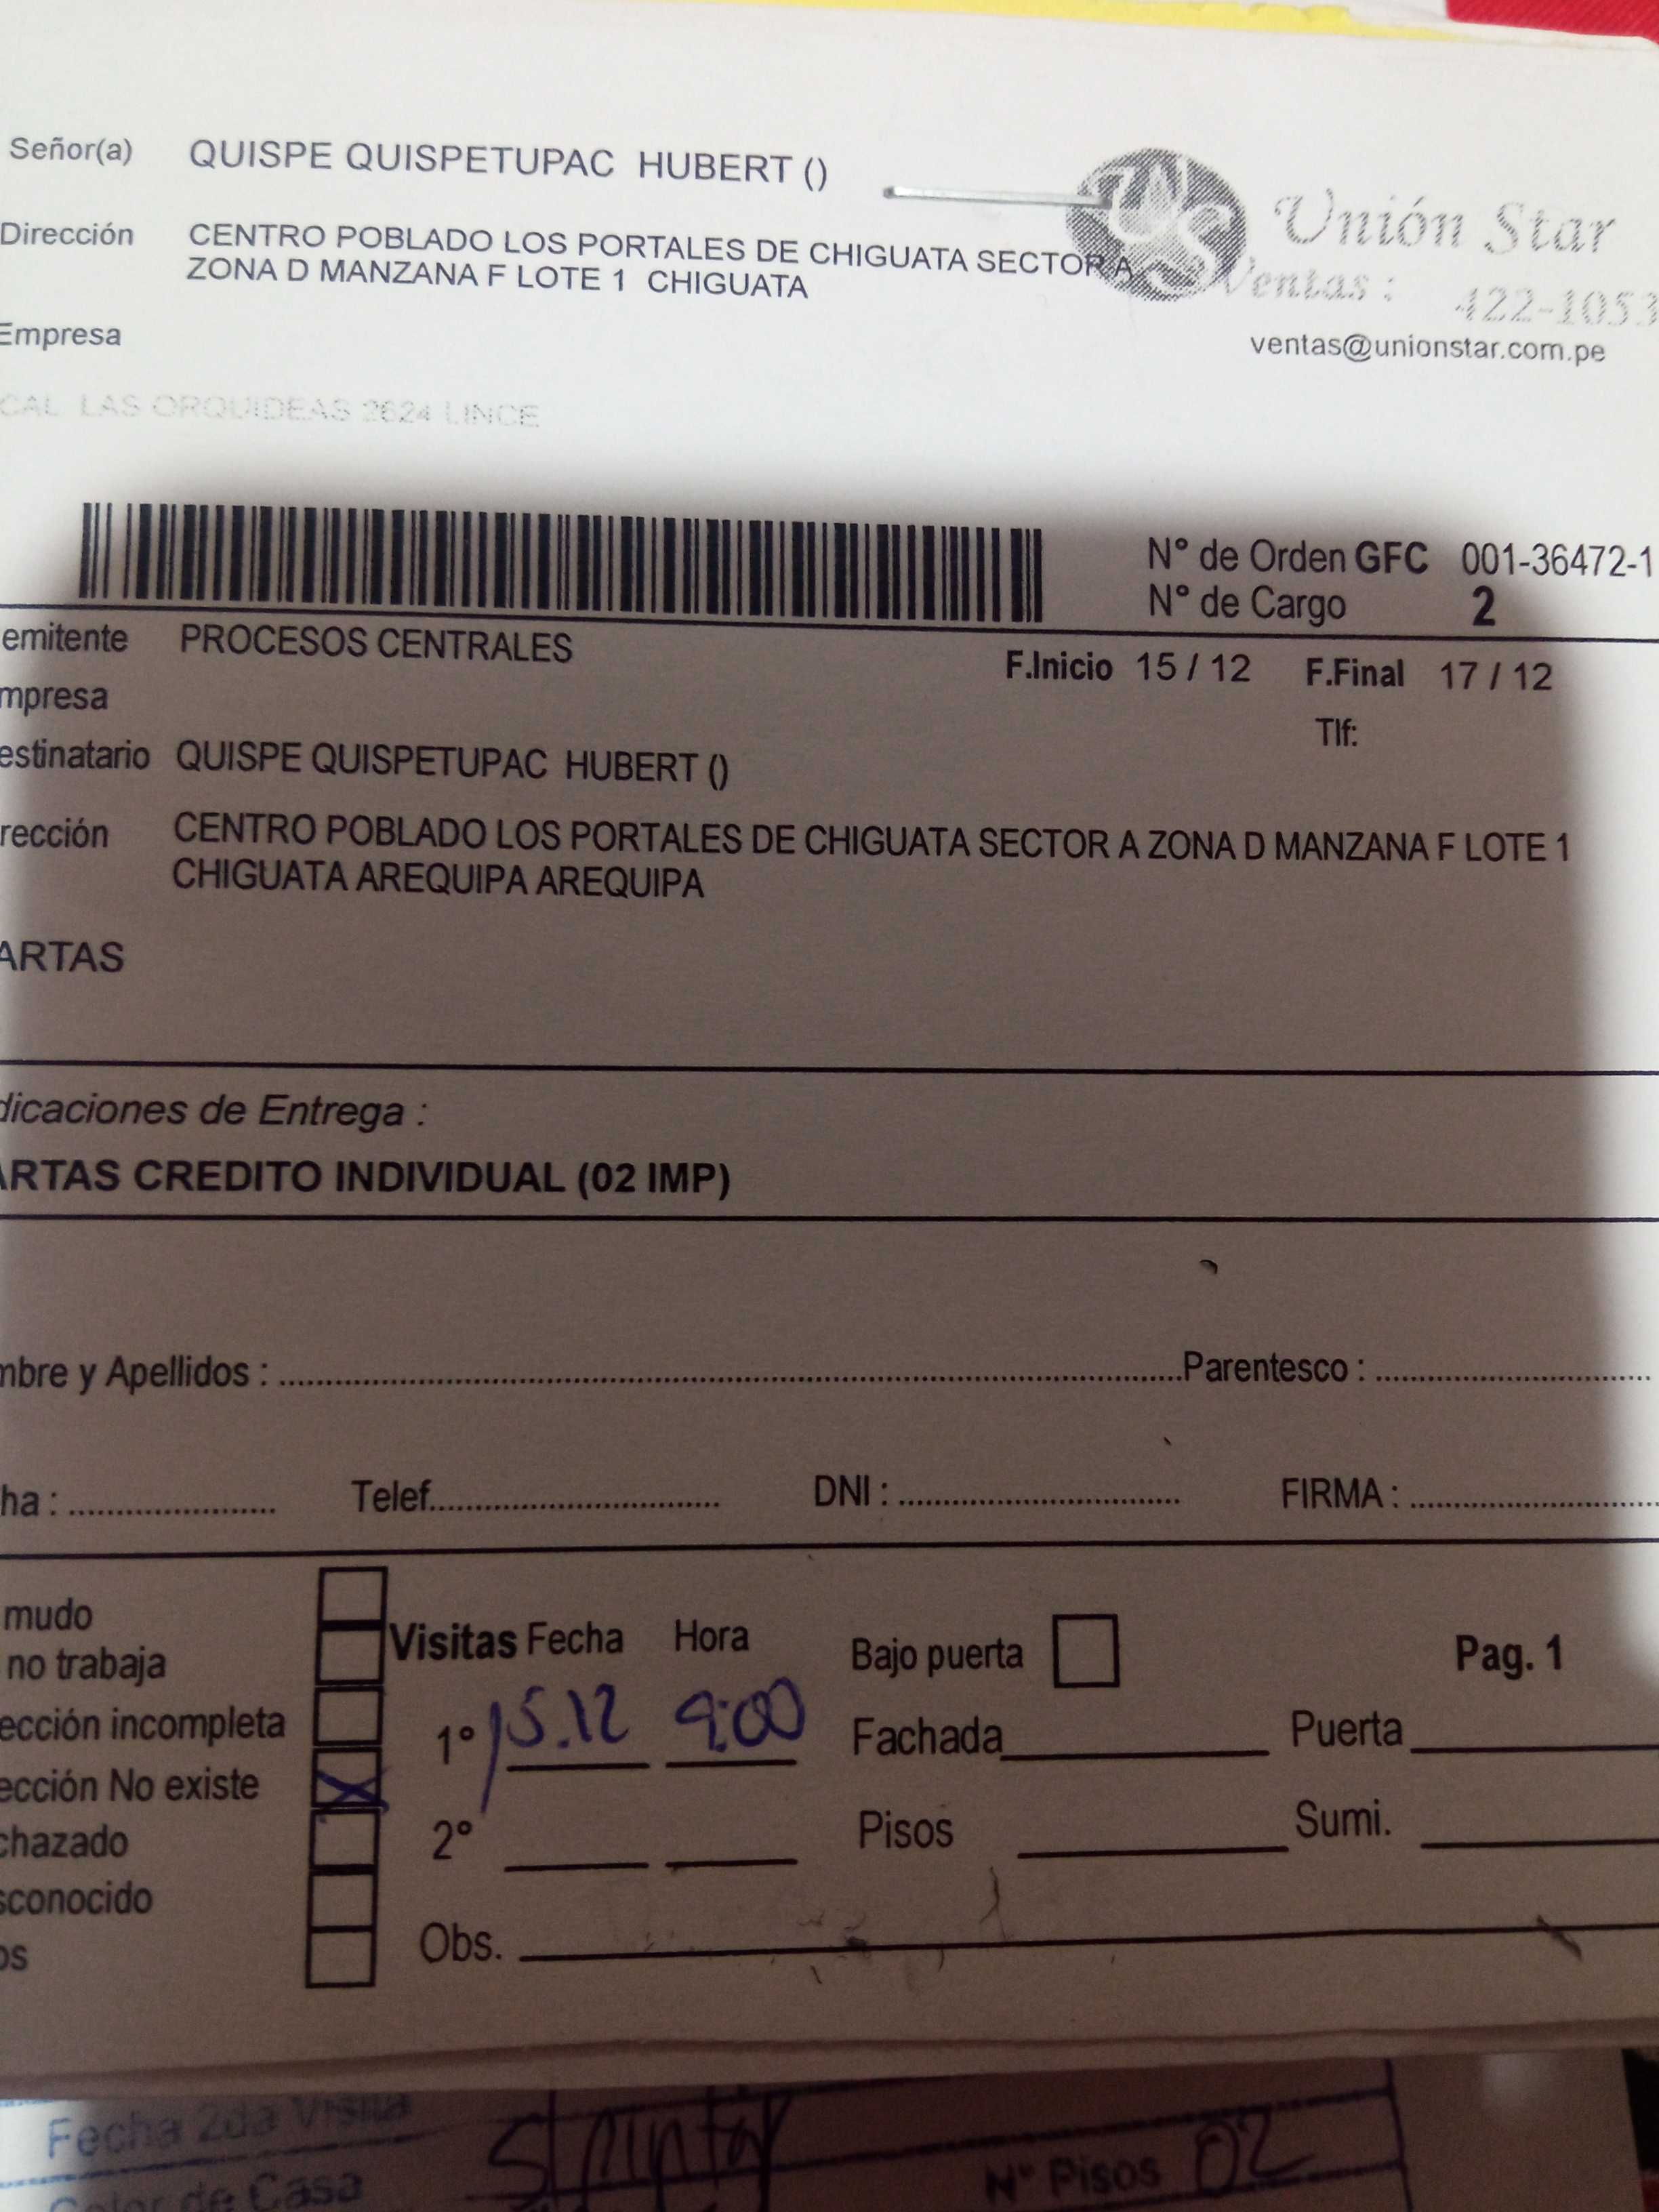 Señor(a) QUISPE QUISPETUPAC HUBERT ()
Dirección CENTRO POBLADO LOS PORTALES DE CHIGUATA SECTOR A
ZONA D MANZANA F LOTE 1 CHIGUATA
Unión Star
Ventas : 422-1053
Empresa
ventas@unionstar.com.pe
CAL LAS ORQUIDEAS 2624 LINCE
N° de Orden GFC 001-36472-1
N° de Cargo 2
emitente PROCESOS CENTRALES
F.Inicio 15 / 12 F.Final 17 / 12
mpresa
Tlf:
estinatario QUISPE QUISPETUPAC HUBERT ()
rección CENTRO POBLADO LOS PORTALES DE CHIGUATA SECTOR A ZONA D MANZANA F LOTE 1
CHIGUATA AREQUIPA AREQUIPA
ARTAS
dicaciones de Entrega :
ARTAS CREDITO INDIVIDUAL (02 IMP)
mbre y Apellidos : Parentesco :
ha : Telef. DNI : FIRMA :
mudo
Visitas Fecha Hora Bajo puerta Pag. 1
no trabaja
ección incompleta
1° 15.12 9:00 Fachada Puerta
ección No existe
chazado
2° Pisos Sumi.
sconocido
os
Obs.
Fecha 2da Visita
Color de Casa
N° Pisos 02